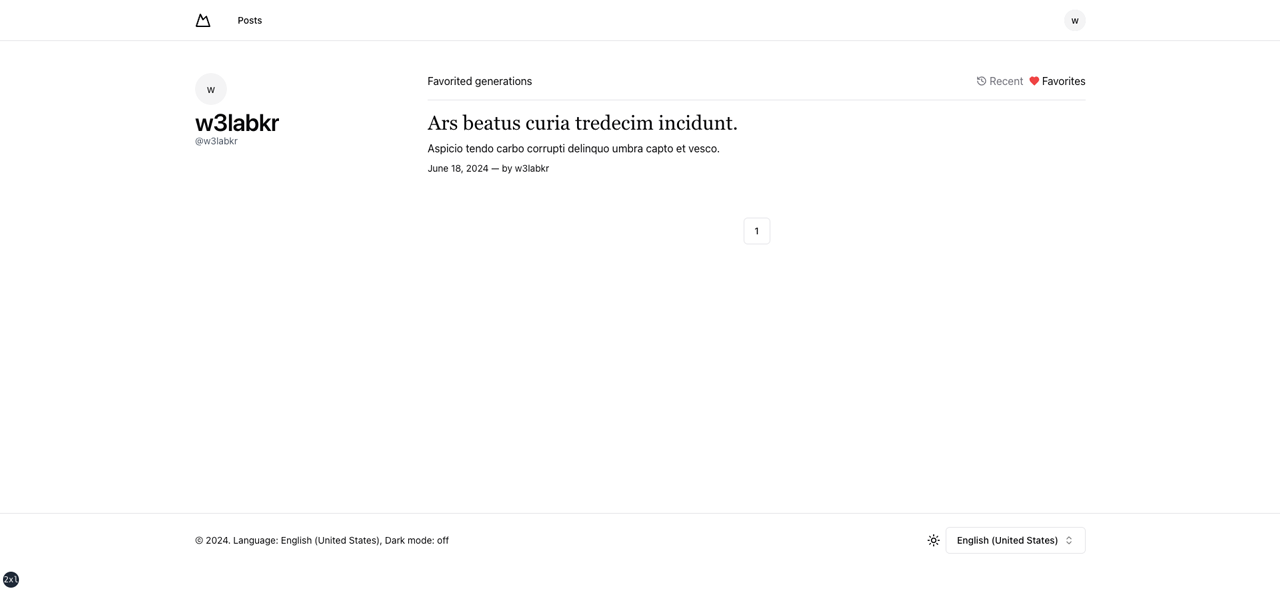 Posts
w
w
w3labkr
@w3labkr
Favorited generations
Recent
Favorites
Ars beatus curia tredecim incidunt.
Aspicio tendo carbo corrupti delinquo umbra capto et vesco.
June 18, 2024 — by w3labkr
1
© 2024. Language: English (United States), Dark mode: off
English (United States)
2xl